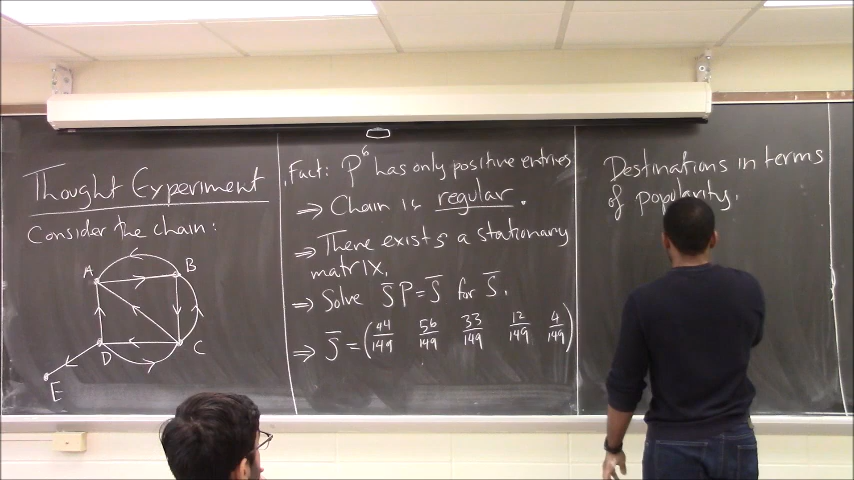 Thought Experiment
Consider the chain:
A
B
C
D
E
Fact: P⁶ has only positive entries
⇒ Chain is regular.
⇒ There exists a stationary
matrix.
⇒ Solve S̄P = S̄ for S̄.
⇒ S̄ = (44/149 56/149 33/149 12/149 4/149)
Destinations in terms
of popularity.